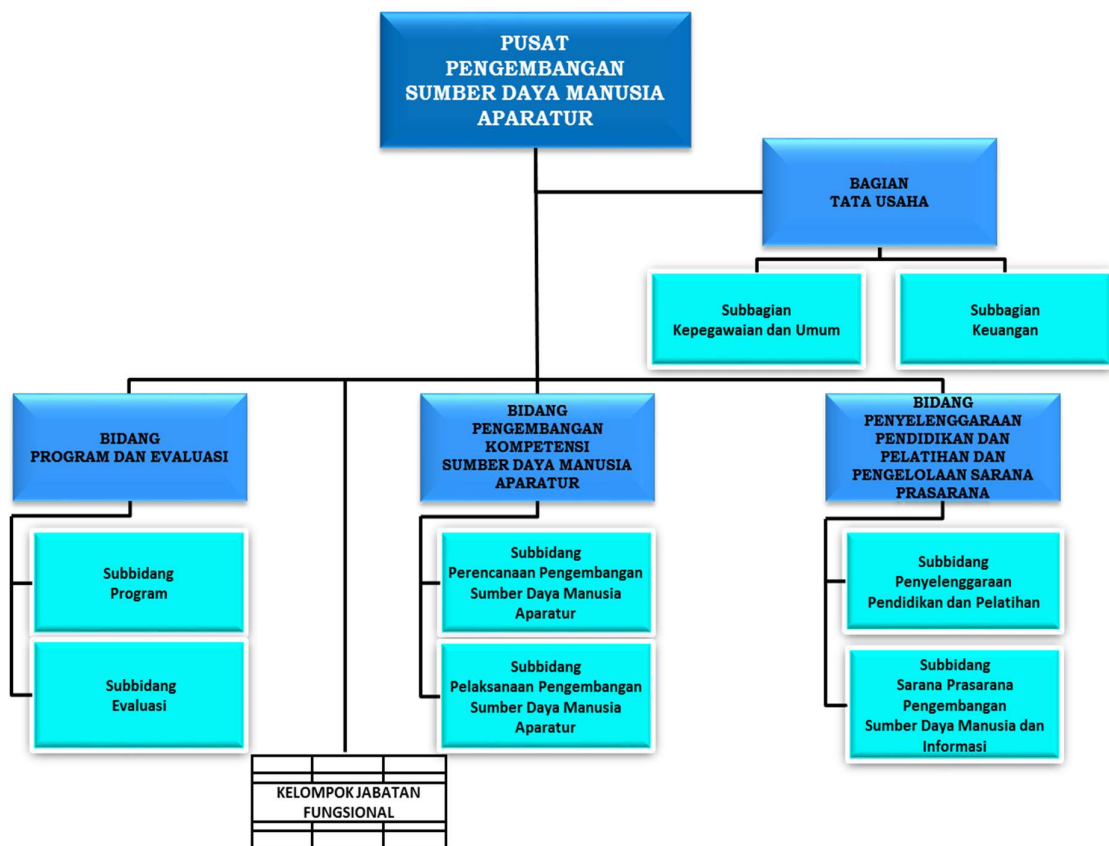 PUSAT
PENGEMBANGAN
SUMBER DAYA MANUSIA
APARATUR
BAGIAN
TATA USAHA
Subbagian
Kepegawaian dan Umum
Subbagian
Keuangan
BIDANG
PROGRAM DAN EVALUASI
BIDANG
PENGEMBANGAN
KOMPETENSI
SUMBER DAYA MANUSIA
APARATUR
BIDANG
PENYELENGGARAAN
PENDIDIKAN DAN
PELATIHAN DAN
PENGELOLAAN SARANA
PRASARANA
Subbidang
Program
Subbidang
Perencanaan Pengembangan
Sumber Daya Manusia
Aparatur
Subbidang
Penyelenggaraan
Pendidikan dan Pelatihan
Subbidang
Evaluasi
Subbidang
Pelaksanaan Pengembangan
Sumber Daya Manusia
Aparatur
Subbidang
Sarana Prasarana
Pengembangan
Sumber Daya Manusia dan
Informasi
KELOMPOK JABATAN
FUNGSIONAL